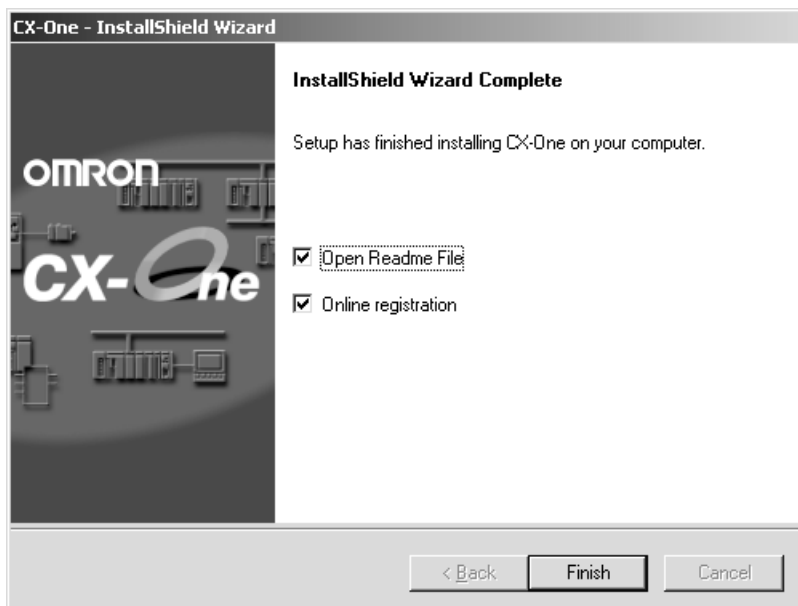 CX-One - InstallShield Wizard
InstallShield Wizard Complete
Setup has finished installing CX-One on your computer.
OMRON
CX-One
Open Readme File
Online registration
< Back
Finish
Cancel